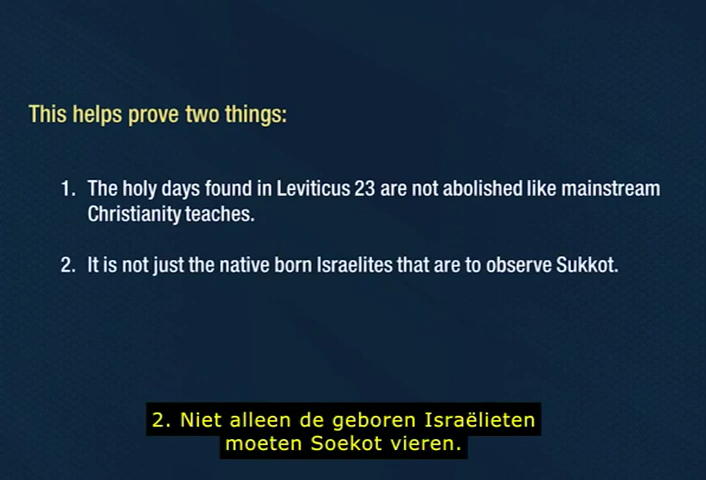 This helps prove two things:
1. The holy days found in Leviticus 23 are not abolished like mainstream
Christianity teaches.
2. It is not just the native born Israelites that are to observe Sukkot.
2. Niet alleen de geboren Israëlieten
moeten Soekot vieren.